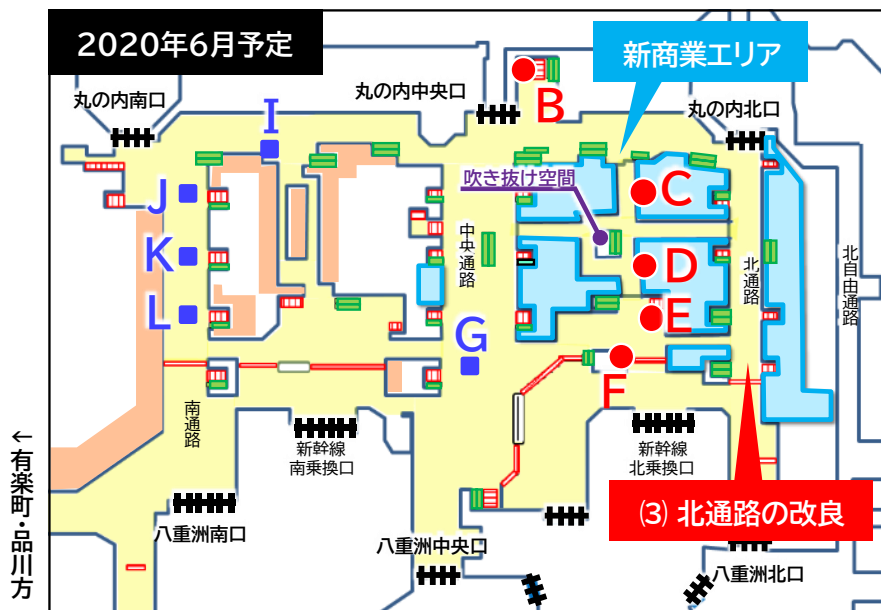 2020年6月予定
新商業エリア
丸の内南口
丸の内中央口
丸の内北口
B
I
吹き抜け空間
C
J
中央通路
K
D
北通路
北自由通路
L
E
G
F
南通路
新幹線
南乗換口
新幹線
北乗換口
←有楽町・品川方
⑶ 北通路の改良
八重洲南口
八重洲中央口
八重洲北口